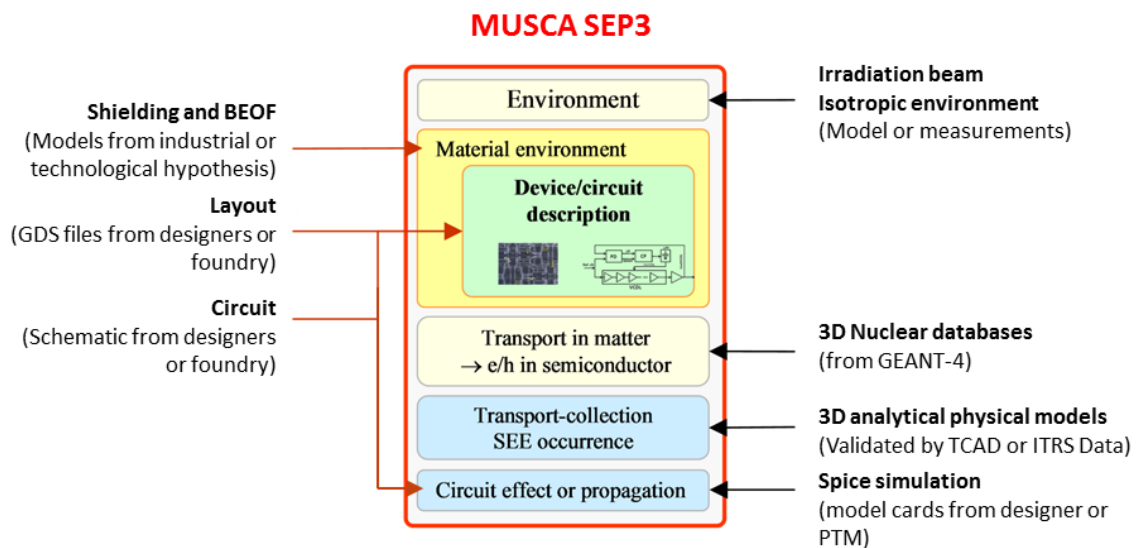 MUSCA SEP3
Shielding and BEOF
(Models from industrial or
technological hypothesis)
Layout
(GDS files from designers or
foundry)
Circuit
(Schematic from designers
or foundry)
Environment
Material environment
Device/circuit
description
PD
CP
VCDL
Transport in matter
→ e/h in semiconductor
Transport-collection
SEE occurrence
Circuit effect or propagation
Irradiation beam
Isotropic environment
(Model or measurements)
3D Nuclear databases
(from GEANT-4)
3D analytical physical models
(Validated by TCAD or ITRS Data)
Spice simulation
(model cards from designer or
PTM)